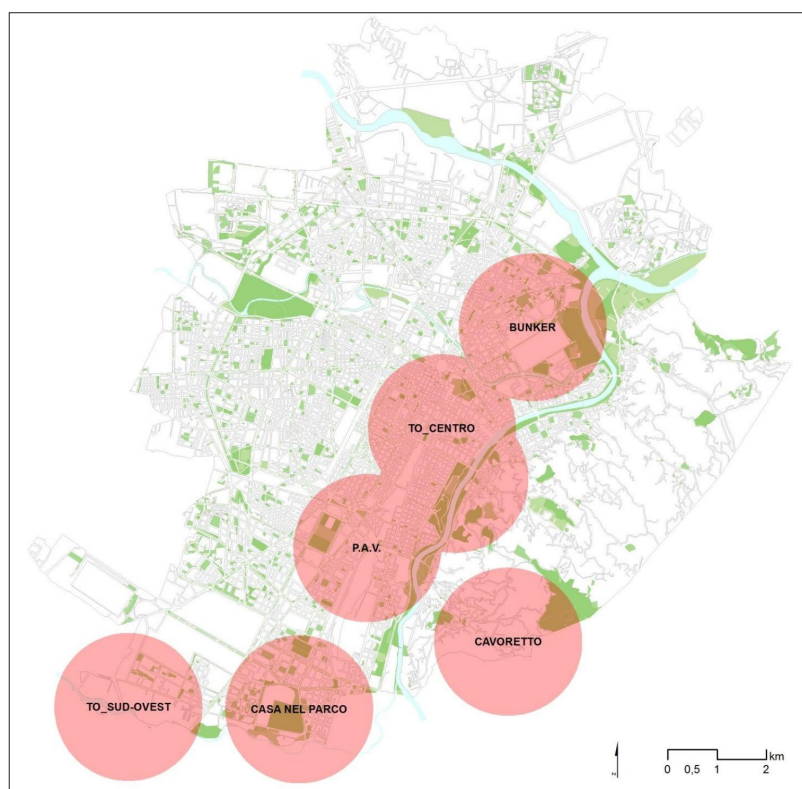 BUNKER
TO_CENTRO
P.A.V.
CAVORETTO
TO_SUD-OVEST
CASA NEL PARCO
km
0 0,5 1 2
N